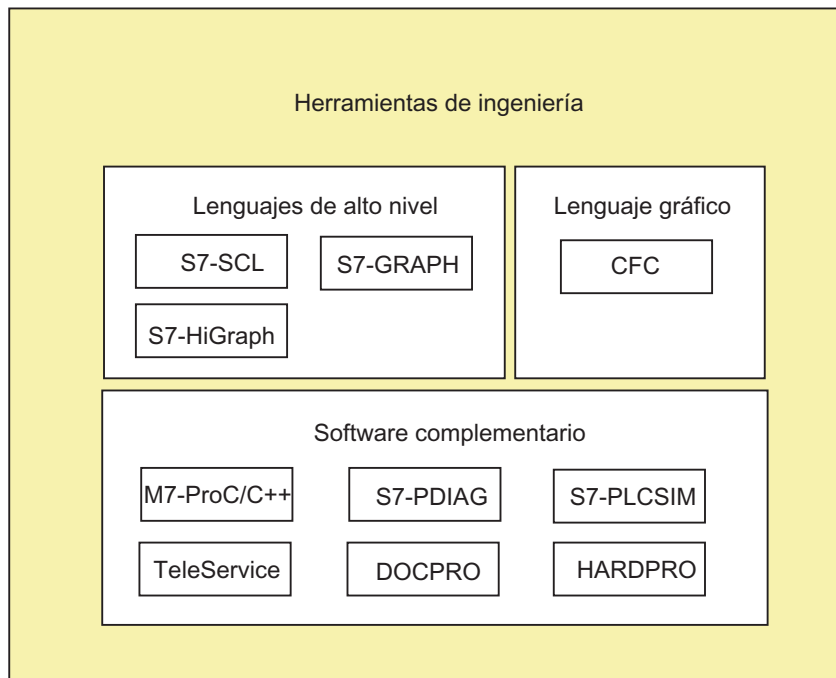 Herramientas de ingeniería
Lenguajes de alto nivel
S7-SCL
S7-GRAPH
S7-HiGraph
Lenguaje gráfico
CFC
Software complementario
M7-ProC/C++
S7-PDIAG
S7-PLCSIM
TeleService
DOCPRO
HARDPRO